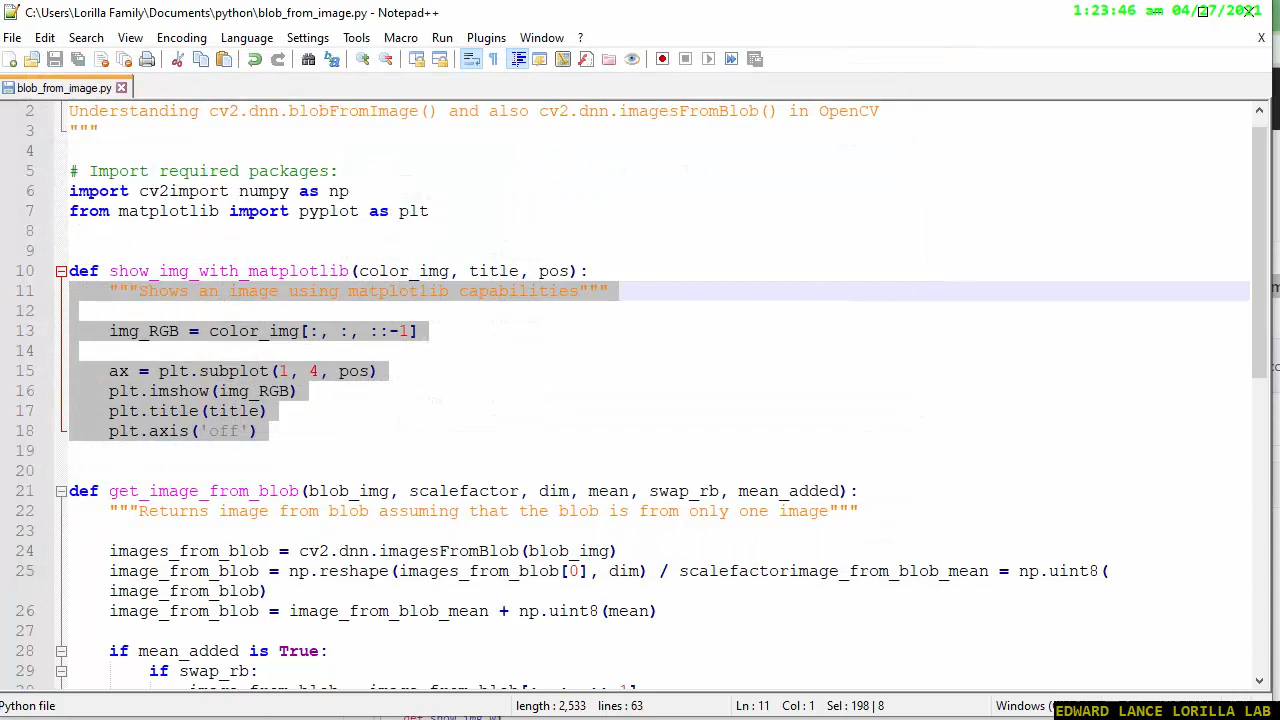 C:\Users\Lorilla Family\Documents\python\blob_from_image.py - Notepad++
1:23:46 am 04/27/2021
File Edit Search View Encoding Language Settings Tools Macro Run Plugins Window ? X
blob_from_image.py
2 Understanding cv2.dnn.blobFromImage() and also cv2.dnn.imagesFromBlob() in OpenCV
3 """
4
5 # Import required packages:
6 import cv2import numpy as np
7 from matplotlib import pyplot as plt
8
9
10 def show_img_with_matplotlib(color_img, title, pos):
11 """Shows an image using matplotlib capabilities"""
12
13 img_RGB = color_img[:, :, ::-1]
14
15 ax = plt.subplot(1, 4, pos)
16 plt.imshow(img_RGB)
17 plt.title(title)
18 plt.axis('off')
19
20
21 def get_image_from_blob(blob_img, scalefactor, dim, mean, swap_rb, mean_added):
22 """Returns image from blob assuming that the blob is from only one image"""
23
24 images_from_blob = cv2.dnn.imagesFromBlob(blob_img)
25 image_from_blob = np.reshape(images_from_blob[0], dim) / scalefactorimage_from_blob_mean = np.uint8(
image_from_blob)
26 image_from_blob = image_from_blob_mean + np.uint8(mean)
27
28 if mean_added is True:
29 if swap_rb:
Python file length : 2,533 lines : 63 Ln : 11 Col : 1 Sel : 198 | 8 Windows (
EDWARD LANCE LORILLA LAB